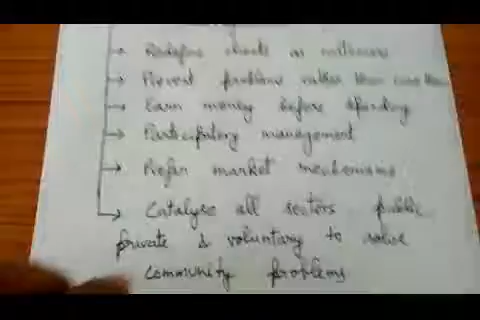 Redefine clients as customers
Prevent problems rather than cure them
Earn money before spending
Participatory management
Prefer market mechanisms
Catalyse all sectors public
private & voluntary to solve
community problems